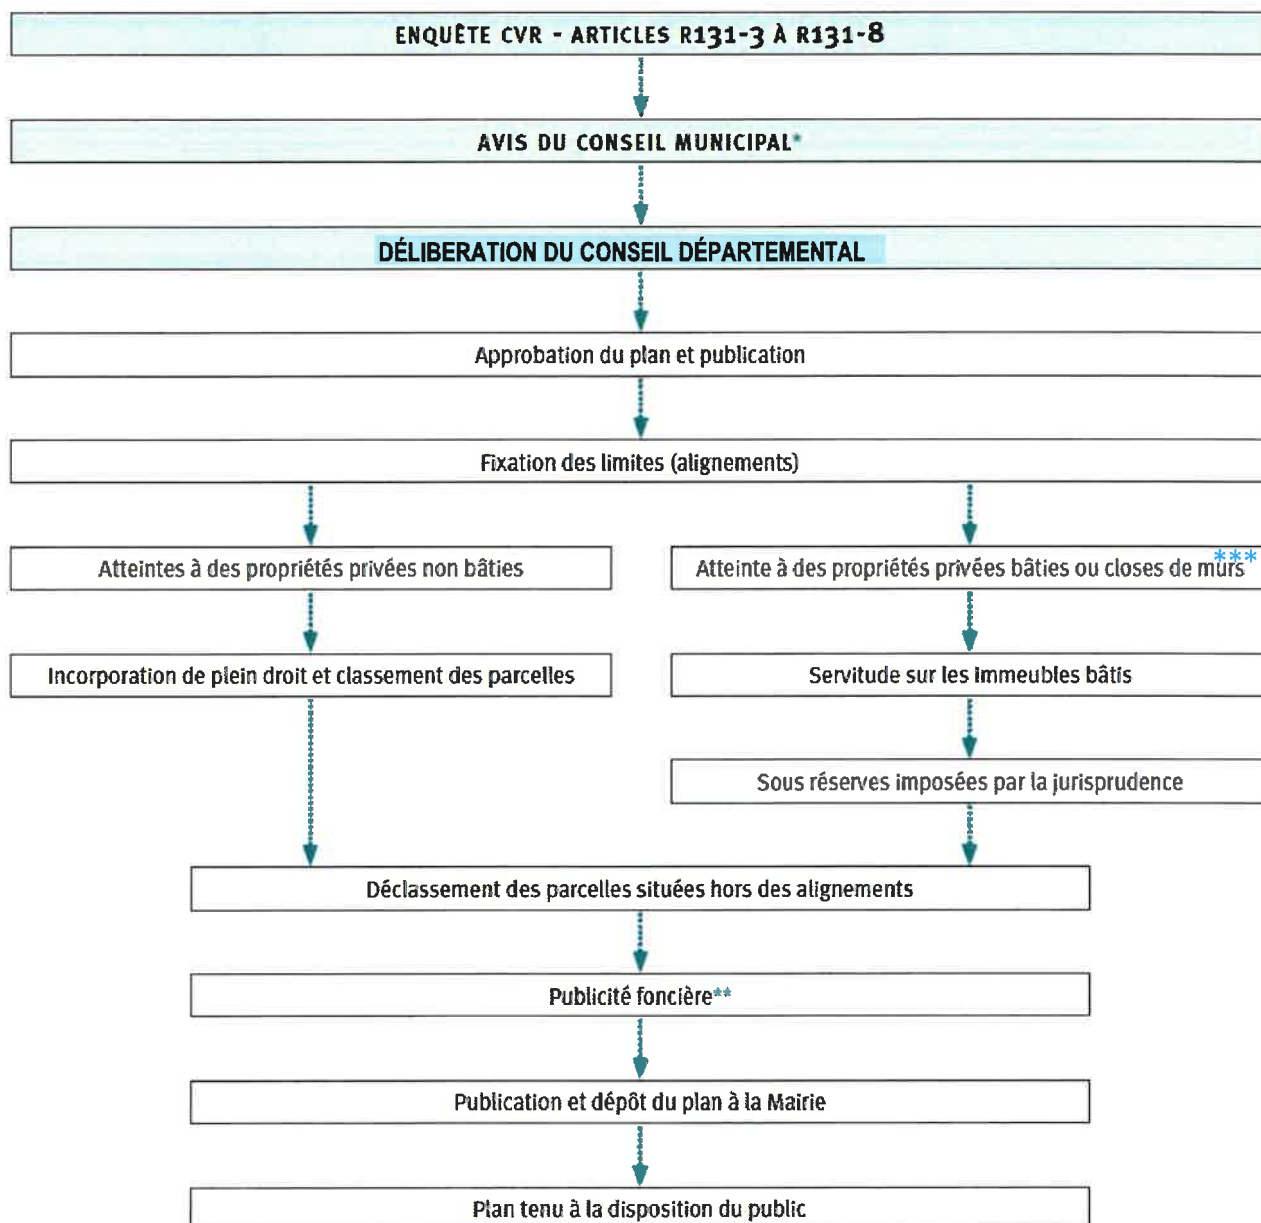 ENQUÊTE CVR - ARTICLES R131-3 À R131-8
AVIS DU CONSEIL MUNICIPAL*
DÉLIBERATION DU CONSEIL DÉPARTEMENTAL
Approbation du plan et publication
Fixation des limites (alignements)
Atteintes à des propriétés privées non bâties
Atteinte à des propriétés privées bâties ou closes de murs***
Incorporation de plein droit et classement des parcelles
Servitude sur les immeubles bâtis
Sous réserves imposées par la jurisprudence
Déclassement des parcelles situées hors des alignements
Publicité foncière**
Publication et dépôt du plan à la Mairie
Plan tenu à la disposition du public